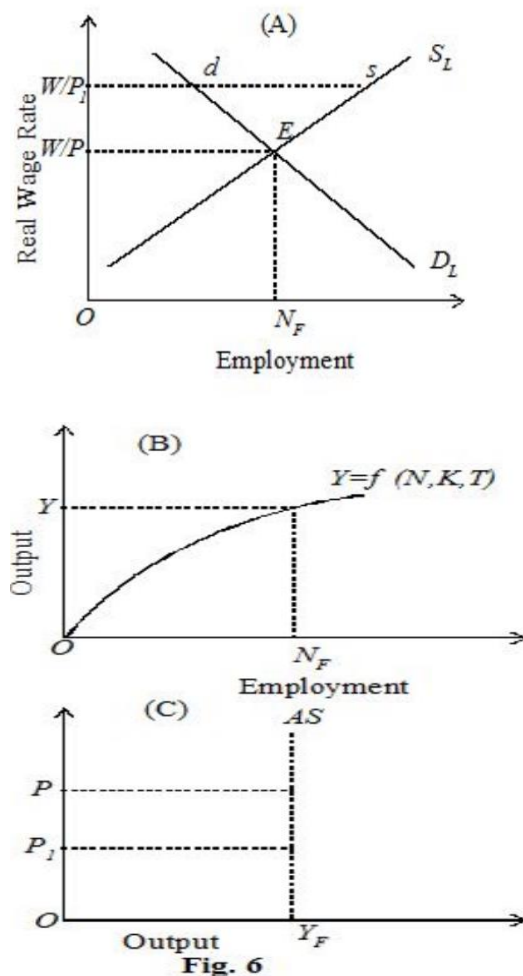 (A)
d s S_L
W/P_1
E
W/P
Real Wage Rate
D_L
O N_F
Employment
(B)
Y=f (N,K,T)
Y
Output
O N_F
Employment
(C) AS
P
P_1
O
Output Y_F
Fig. 6